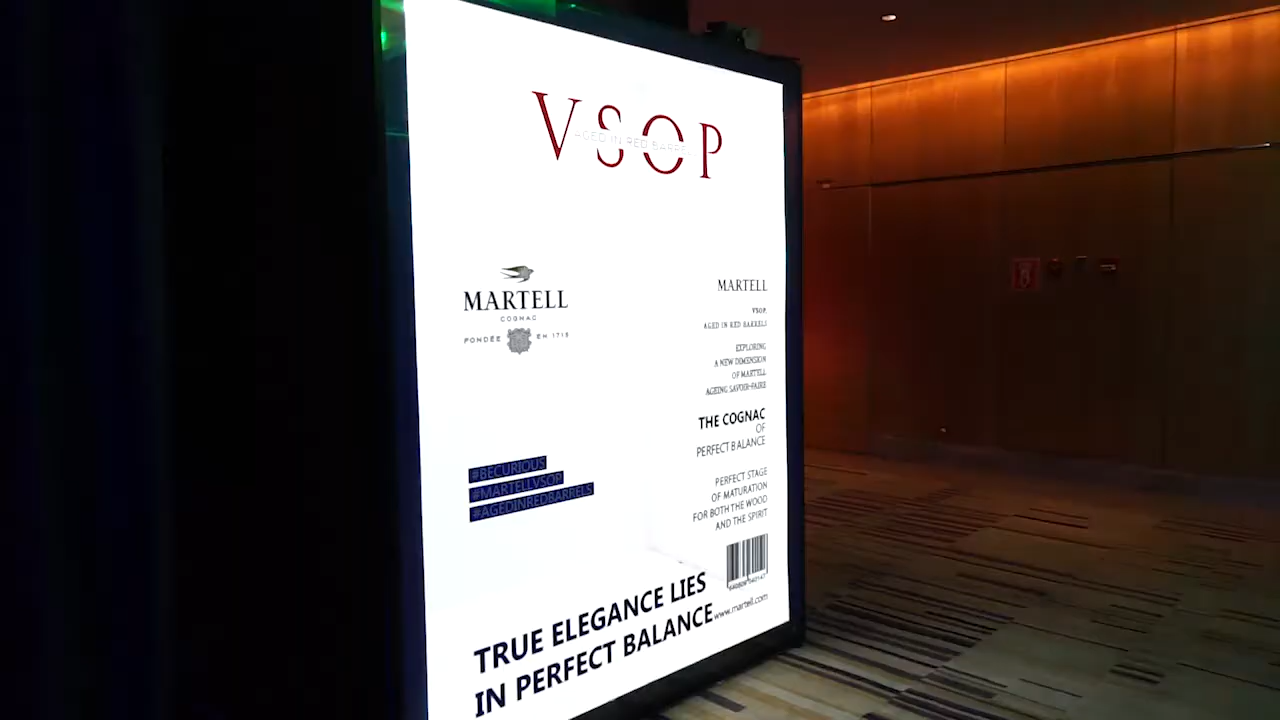 VSOP
AGED IN RED BARREL
MARTELL
COGNAC
FONDÉE EN 1715
#BECURIOUS
#MARTELLVSOP
#AGEDINREDBARRELS
MARTELL
VSOP,
AGED IN RED BARRELS
EXPLORING
A NEW DIMENSION
OF MARTELL
AGEING SAVOIR-FAIRE
THE COGNAC
OF
PERFECT BALANCE
PERFECT STAGE
OF MATURATION
FOR BOTH THE WOOD
AND THE SPIRIT
www.martell.com
TRUE ELEGANCE LIES
IN PERFECT BALANCE